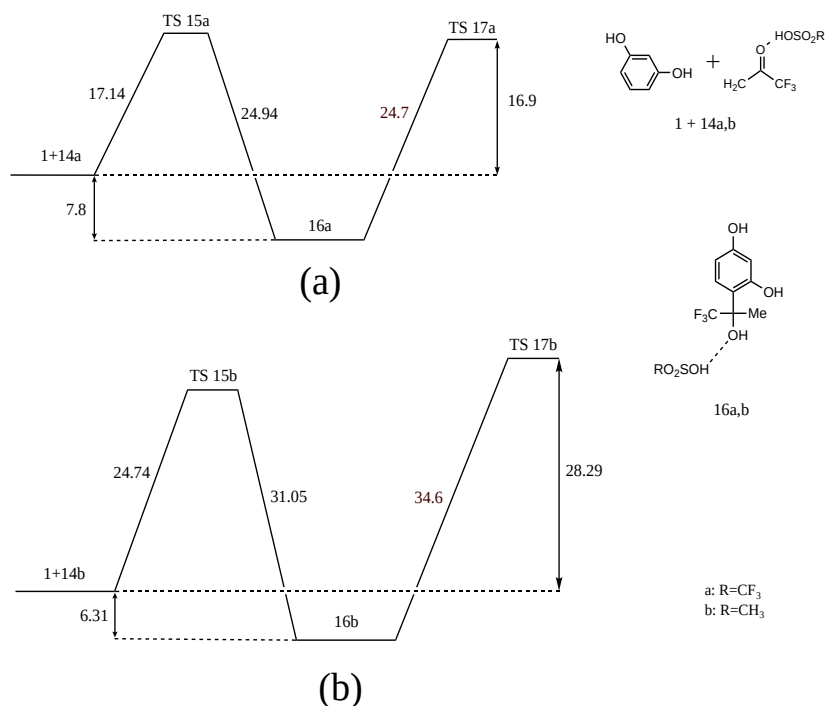 TS 15a
TS 17a
17.14
24.94
24.7
16.9
1+14a
7.8
16a
(a)
HO
OH
+
O
HOSO₂R
H₂C
CF₃
1 + 14a,b
OH
OH
F₃C
Me
OH
RO₂SOH
16a,b
TS 15b
TS 17b
24.74
31.05
34.6
28.29
1+14b
6.31
16b
(b)
a: R=CF₃
b: R=CH₃